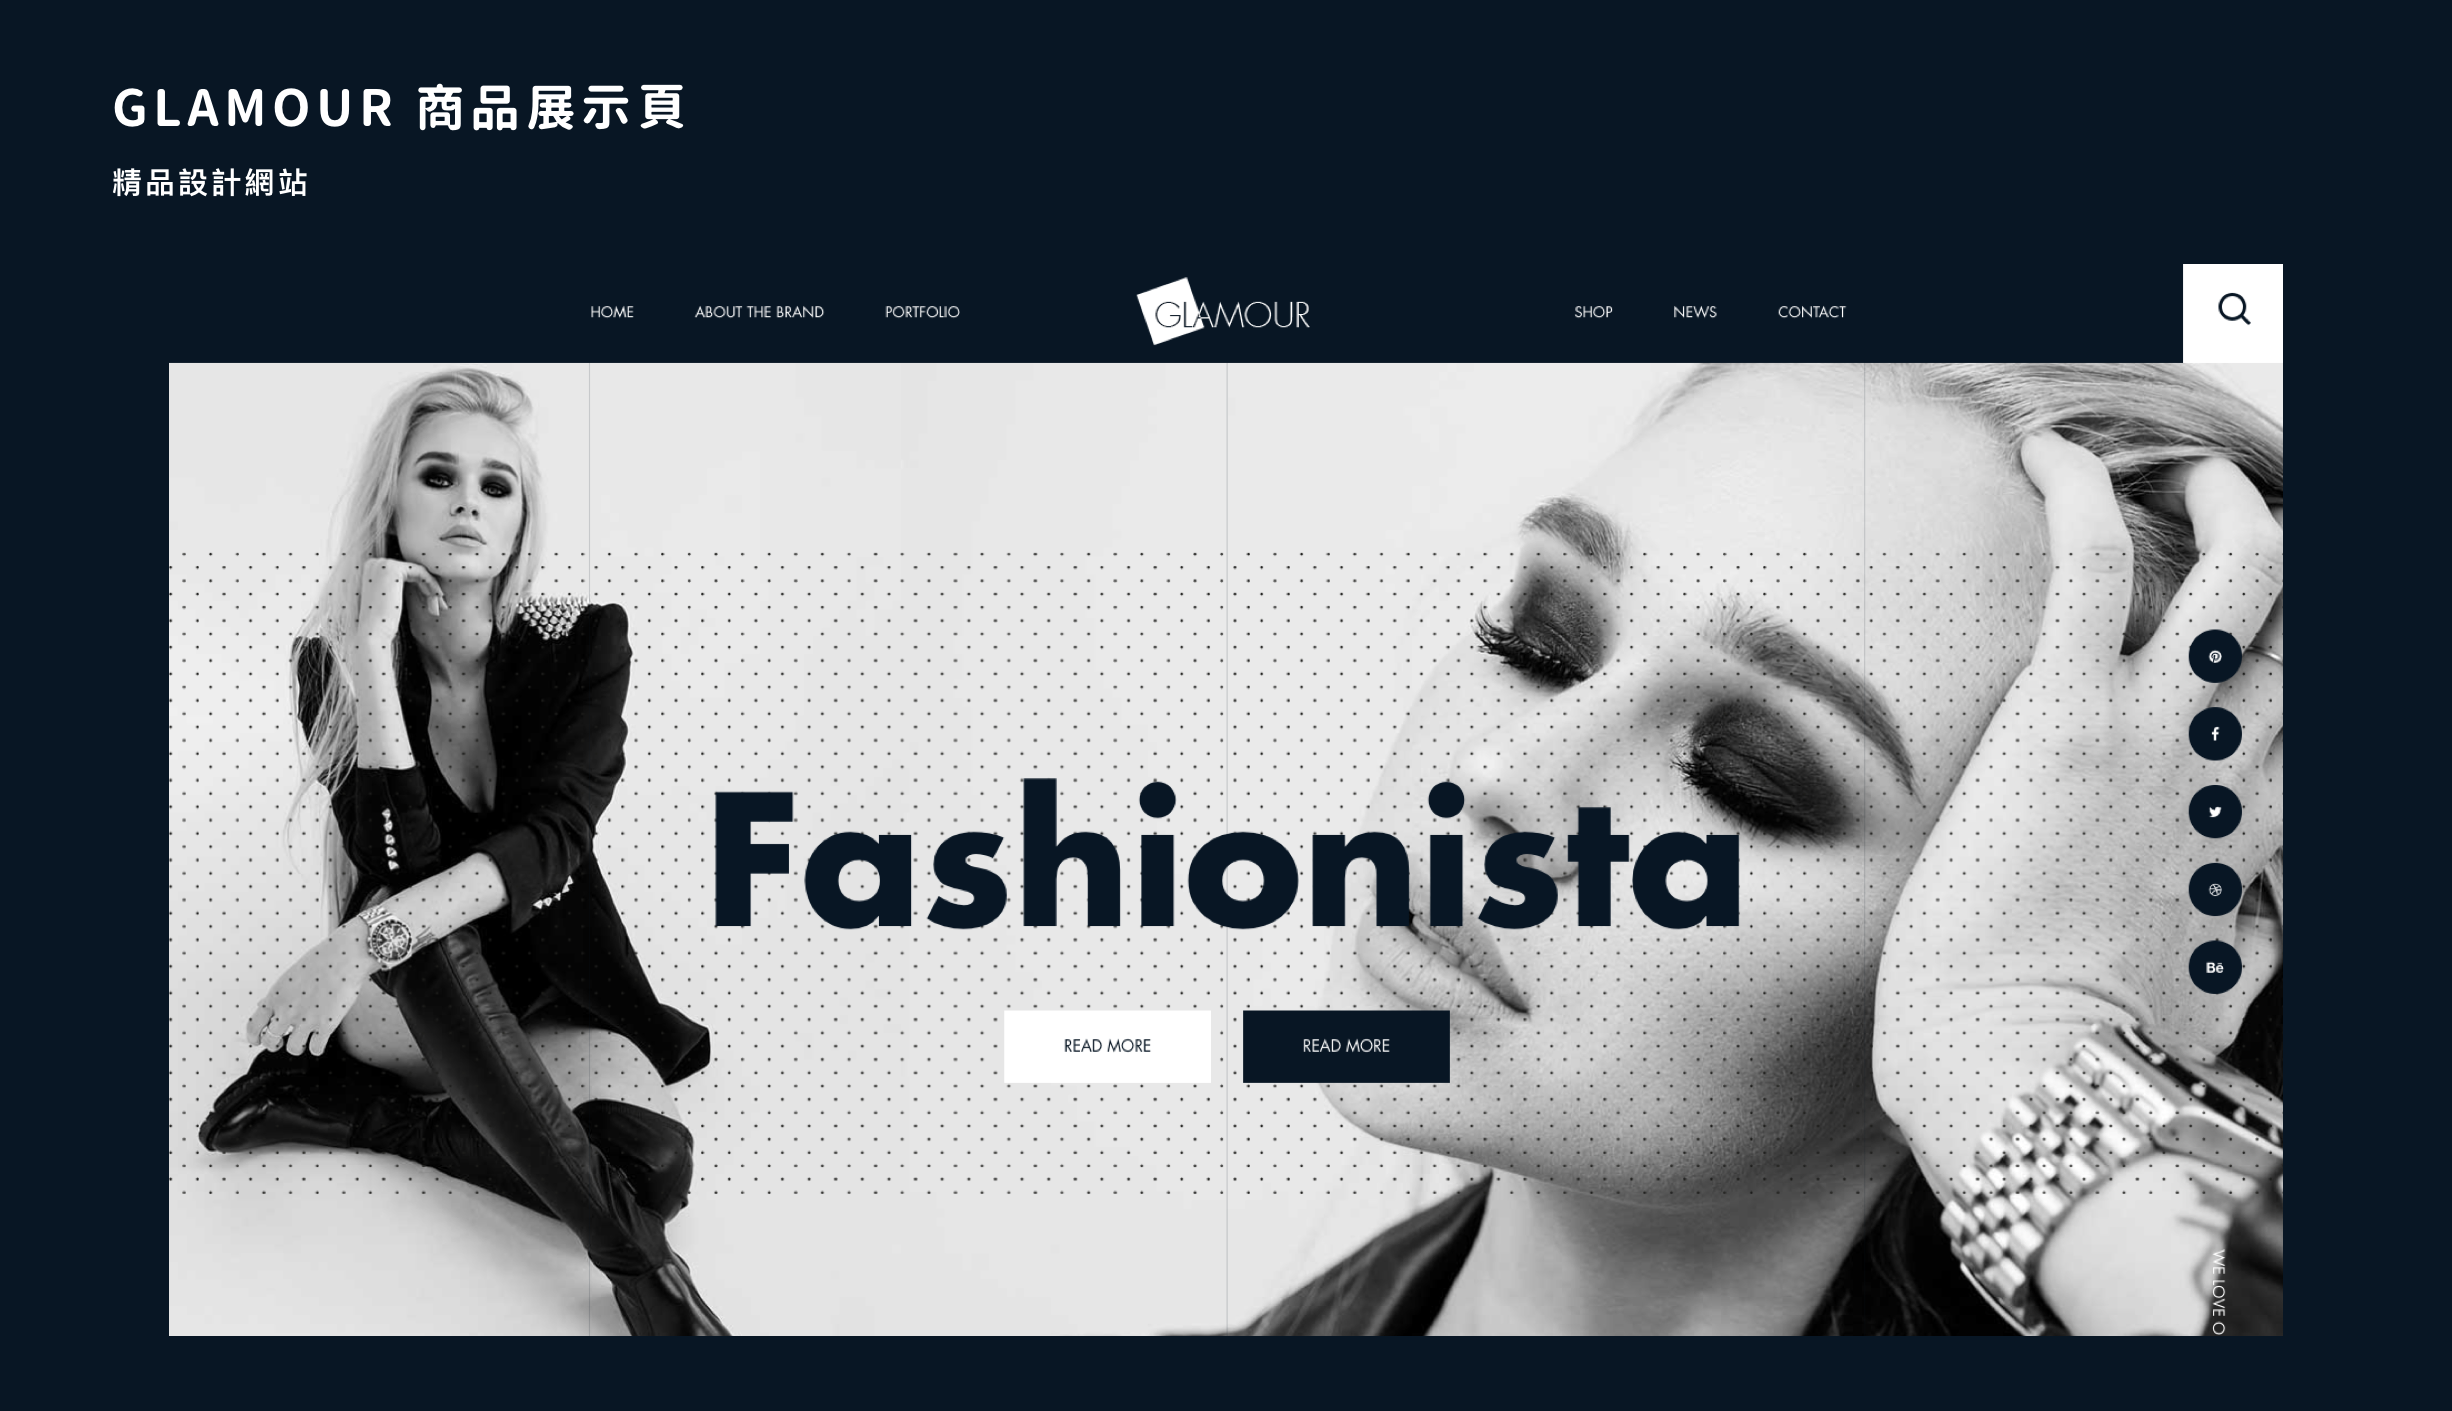 GLAMOUR 商品展示頁
精品設計網站
HOME
ABOUT THE BRAND
PORTFOLIO
GLAMOUR
SHOP
NEWS
CONTACT
Fashionista
READ MORE
READ MORE
Bē
WE LOVE O